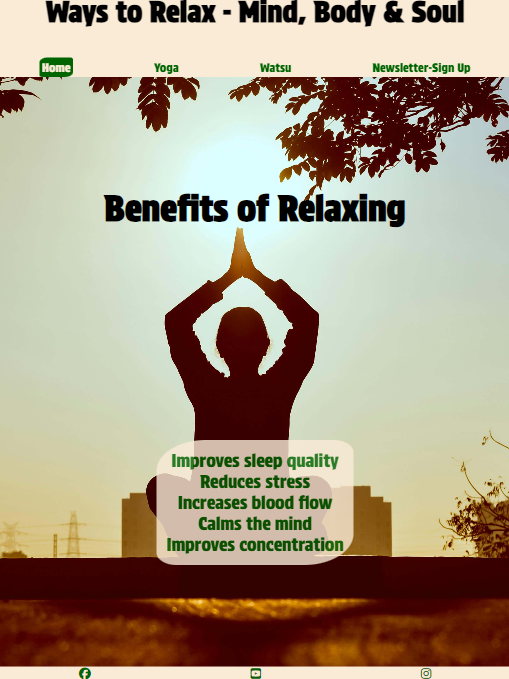 Ways to Relax - Mind, Body & Soul
Home Yoga Watsu Newsletter-Sign Up
Benefits of Relaxing
Improves sleep quality
Reduces stress
Increases blood flow
Calms the mind
Improves concentration